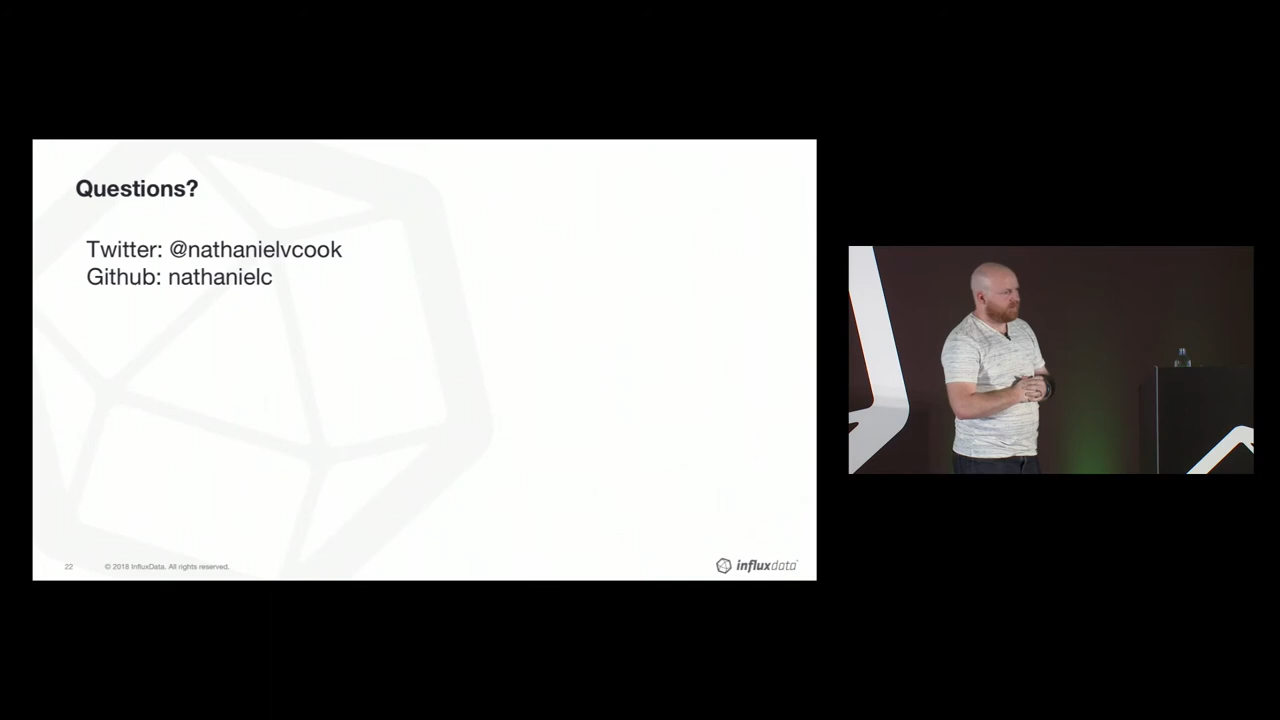 Questions?
Twitter: @nathanielvcook
Github: nathanielc
22
© 2018 InfluxData. All rights reserved.
influxdata